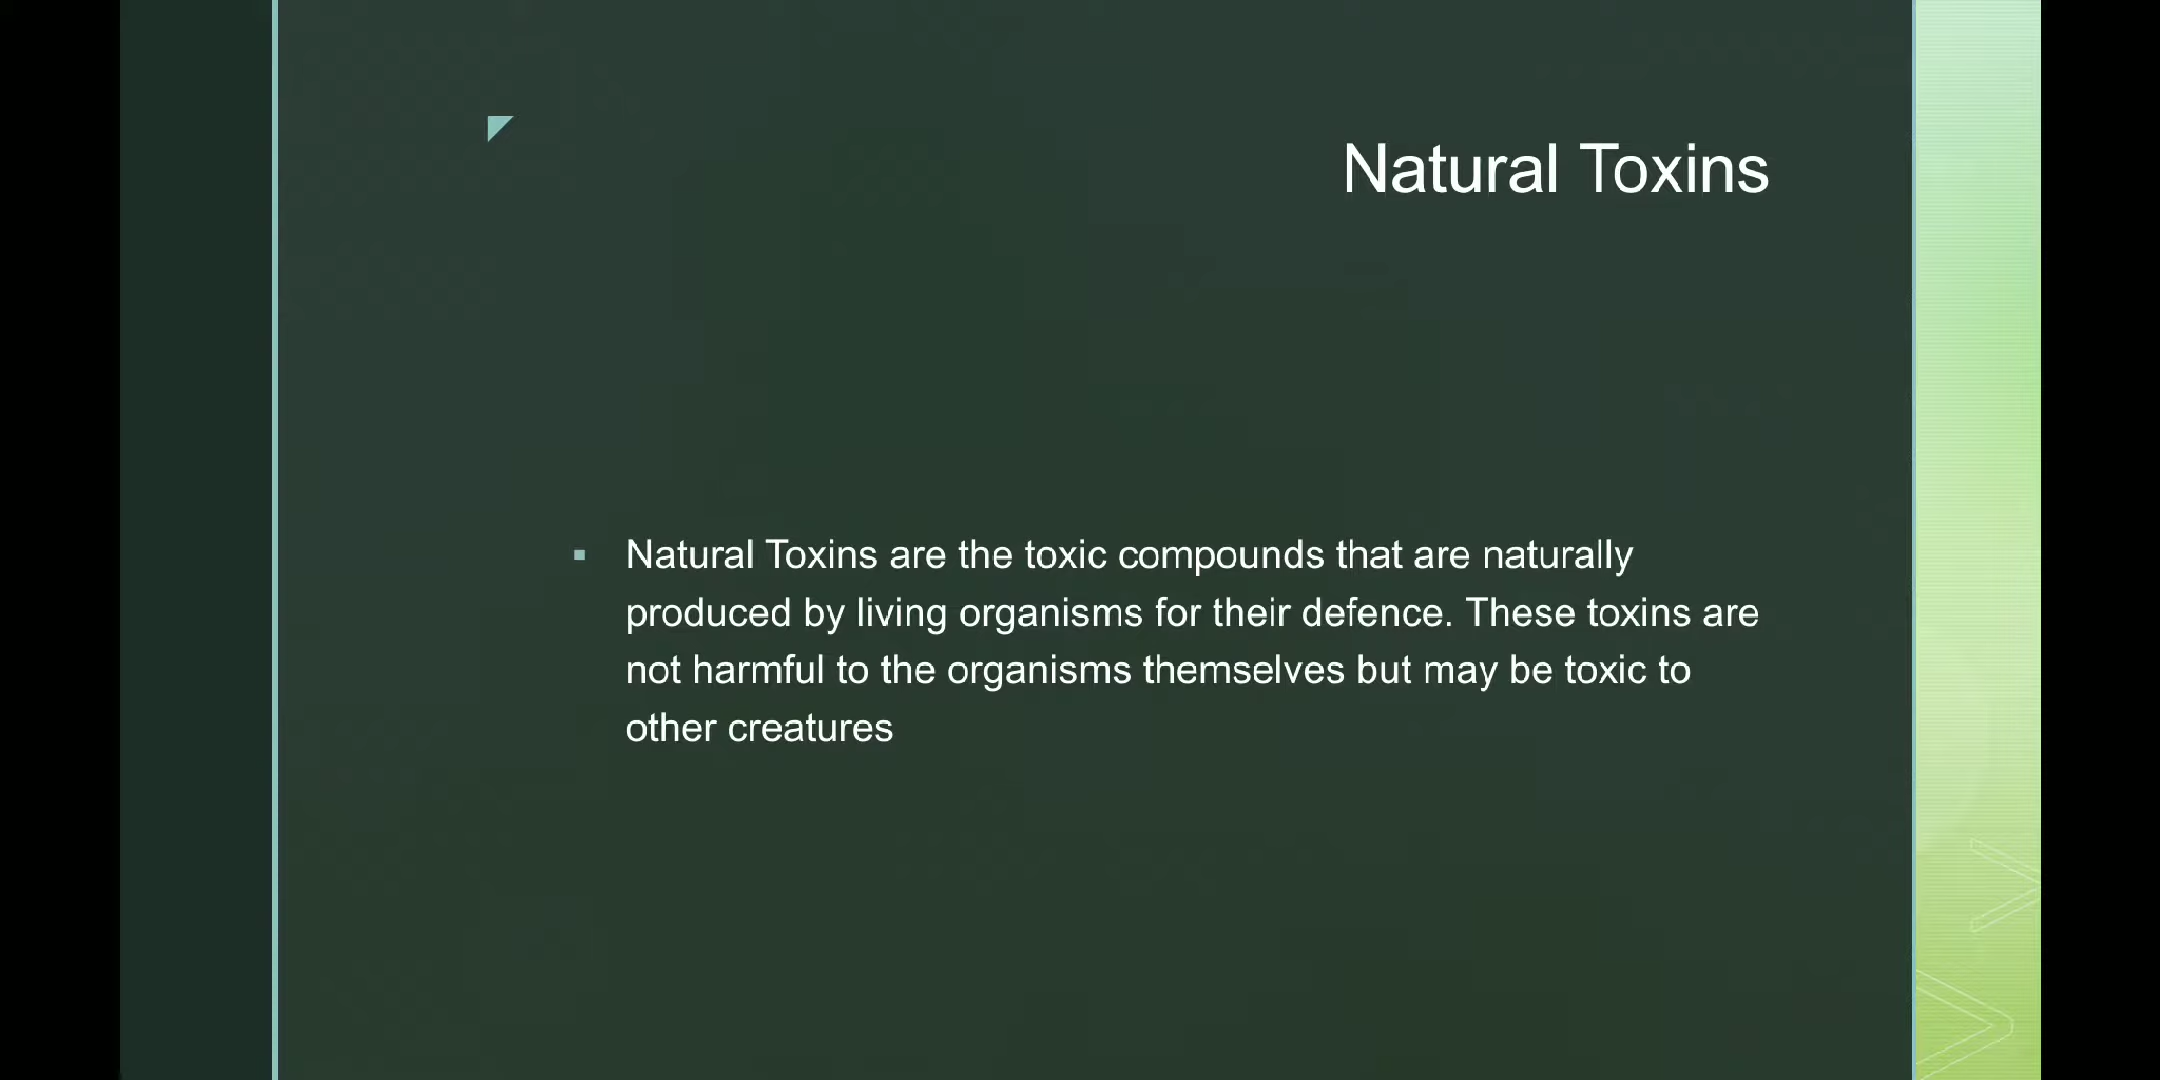 Natural Toxins
Natural Toxins are the toxic compounds that are naturally
produced by living organisms for their defence. These toxins are
not harmful to the organisms themselves but may be toxic to
other creatures